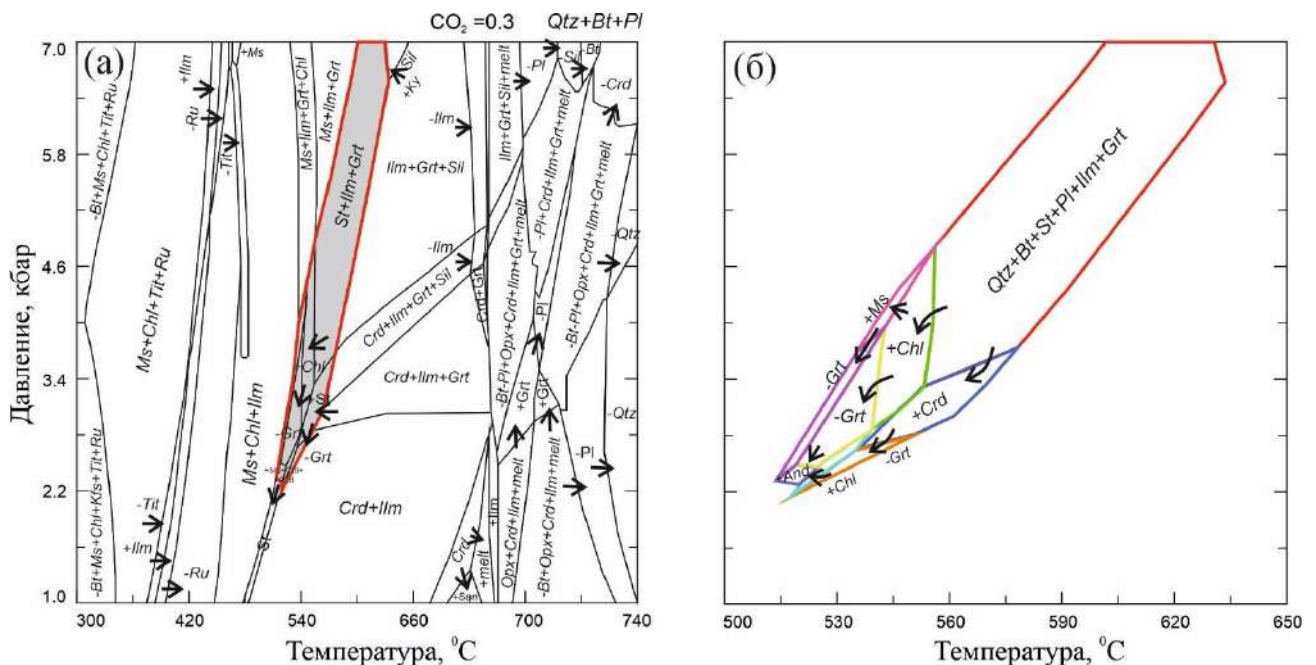 CO₂ =0.3
Qtz+Bt+Pl
(а)
Давление, кбар
7.0
5.8
4.6
3.4
2.2
1.0
300
420
540
660
700
740
Температура, ⁰C
-Bt+Ms+Chl+Tit+Ru
+Ilm
-Ru
-Tit
+Ms
Ms+Ilm+Grt+Chl
Ms+Ilm+Grt
St+Ilm+Grt
Sil
+Ky
-Ilm
Ilm+Grt+Sil
Ilm+Grt+Sil+melt
-Pl
-Sil
-Bt
-Crd
-Pl+Crd+Ilm+Grt+melt
-Bt-Pl+Opx+Crd+Ilm+Grt+melt
-Qtz
Ms+Chl+Tit+Ru
-Ilm
Crd+Ilm+Grt+Sil
Crd+Grt
-Bt-Pl+Opx+Crd+Ilm+Grt+melt
-Pl
+Chl
Crd+Ilm+Grt
+Grt
+Grt
-Qtz
Ms+Chl+Ilm
-Grt
-Bt+Ms+Chl+Kfs+Tit+Ru
-Tit
+Ilm
-Ru
St
Crd+Ilm
Crd
+melt
+Ilm
Opx+Crd+Ilm+melt
-Bt+Opx+Crd+Ilm+melt
-Pl
(б)
Qtz+Bt+St+Pl+Ilm+Grt
+Ms
+Chl
-Grt
-Grt
+Crd
-Grt
+And
+Chl
500
530
560
590
620
650
Температура, ⁰C